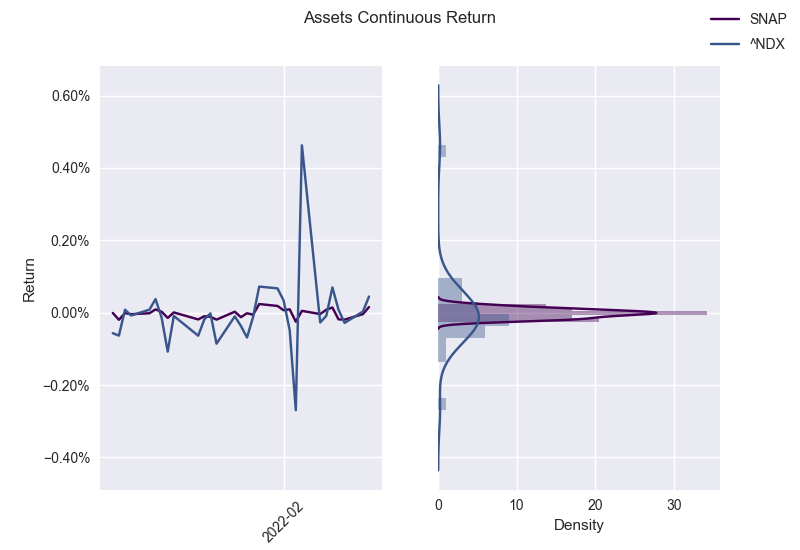 Assets Continuous Return
SNAP
^NDX
0.60%
0.40%
0.20%
0.00%
−0.20%
−0.40%
Return
2022-02
0
10
20
30
Density